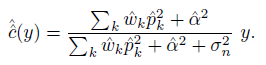 \hat{\hat{c}}(y) = \frac{\sum_k \hat{w}_k \hat{p}_k^2 + \hat{\alpha}^2}{\sum_k \hat{w}_k \hat{p}_k^2 + \hat{\alpha}^2 + \sigma_n^2} y.